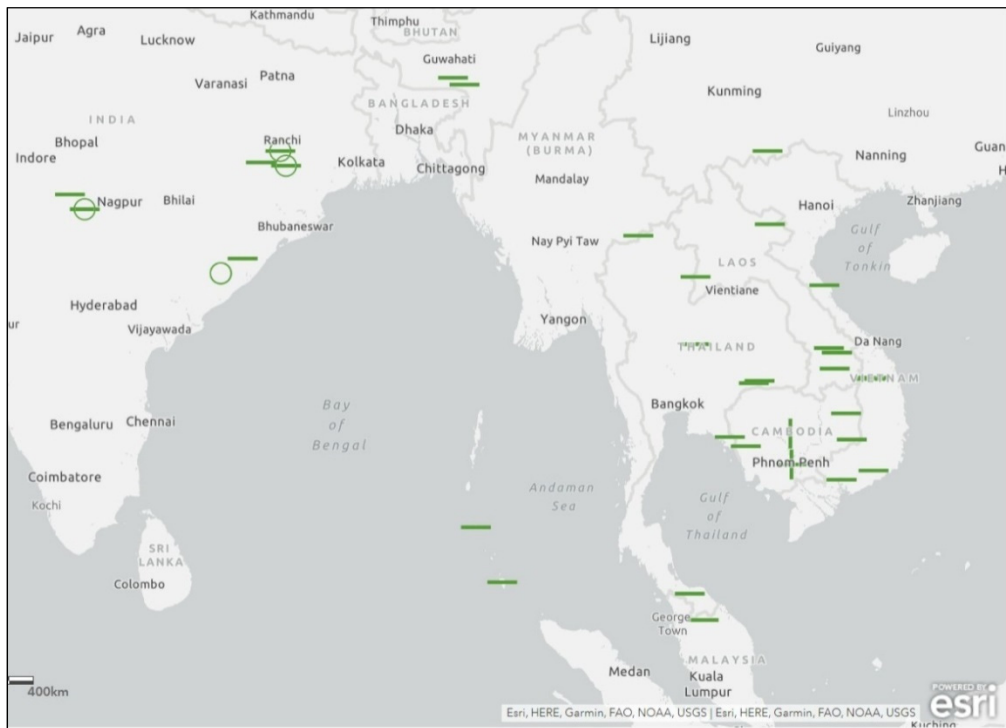 Kathmandu
Thimphu
BHUTAN
Jaipur
Agra
Lucknow
Lijiang
Guiyang
Guwahati
Patna
Varanasi
Kunming
BANGLADESH
Linzhou
INDIA
Dhaka
MYANMAR
(BURMA)
Bhopal
Ranchi
Indore
Kolkata
Chittagong
Nanning
Guan
H
Mandalay
Nagpur
Bhilai
Hanoi
Zhanjiang
Bhubaneswar
Nay Pyi Taw
Gulf
of
Tonkin
LAOS
Vientiane
Hyderabad
ur
Vijayawada
Yangon
THAILAND
Da Nang
VIETNAM
Bay
of
Bengal
Bangkok
Bengaluru
Chennai
CAMBODIA
Phnom Penh
Coimbatore
Kochi
Andaman
Sea
Gulf
of
Thailand
SRI
LANKA
Colombo
George
Town
MALAYSIA
Medan
Kuala
Lumpur
400km
POWERED BY
esri
Esri, HERE, Garmin, FAO, NOAA, USGS | Esri, HERE, Garmin, FAO, NOAA, USGS
Kuching